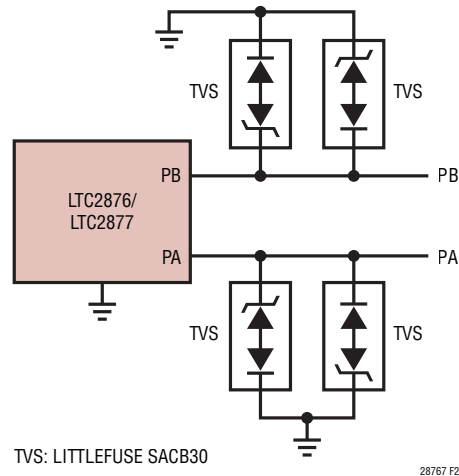 TVS
TVS
PB
PB
LTC2876/
LTC2877
PA
PA
TVS
TVS
TVS: LITTLEFUSE SACB30
28767 F2